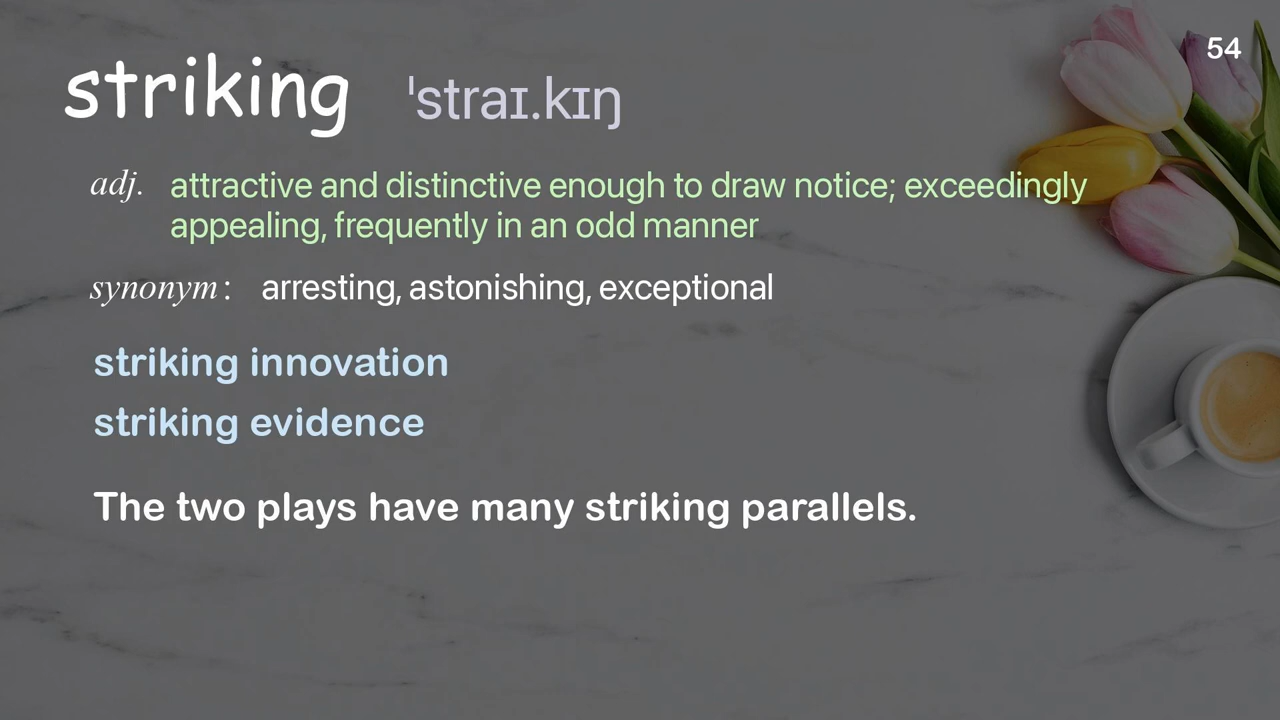 54
striking ˈstraɪ.kɪŋ
adj. attractive and distinctive enough to draw notice; exceedingly
appealing, frequently in an odd manner
synonym: arresting, astonishing, exceptional
striking innovation
striking evidence
The two plays have many striking parallels.